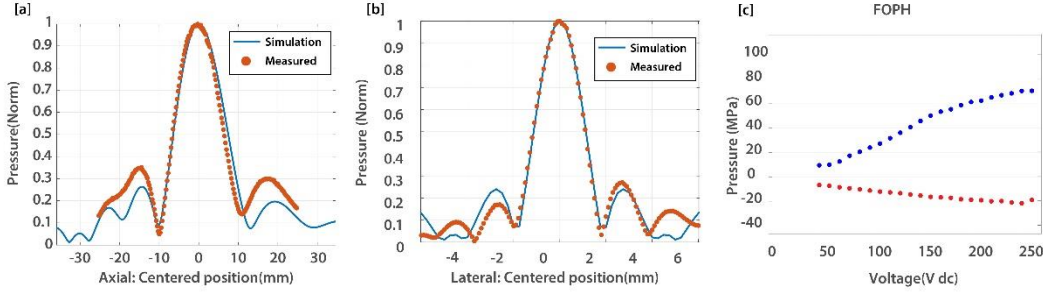 [a]
Pressure(Norm)
1
0.9
0.8
0.7
0.6
0.5
0.4
0.3
0.2
0.1
0
-30 -20 -10 0 10 20 30
Axial: Centered position(mm)
Simulation
Measured
[b]
Pressure (Norm)
1
0.9
0.8
0.7
0.6
0.5
0.4
0.3
0.2
0.1
0
-4 -2 0 2 4 6
Lateral: Centered position(mm)
Simulation
Measured
[c]
FOPH
Pressure (MPa)
100
80
60
40
20
0
-20
-40
50 100 150 200 250
Voltage(V dc)